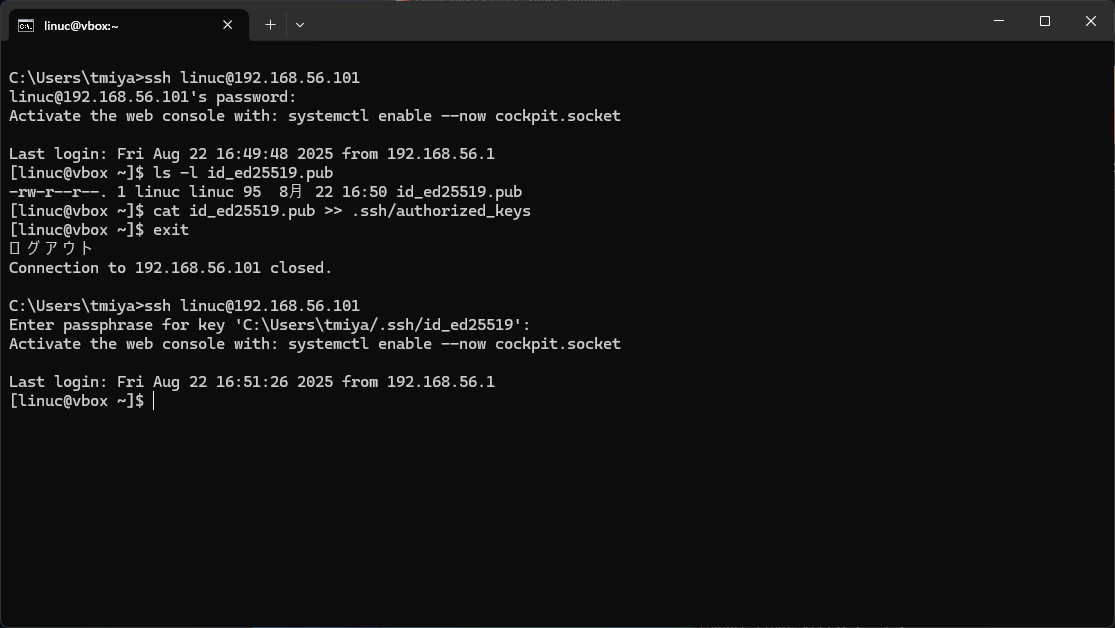 linuc@vbox:~
C:\Users\tmiya>ssh linuc@192.168.56.101
linuc@192.168.56.101's password:
Activate the web console with: systemctl enable --now cockpit.socket
Last login: Fri Aug 22 16:49:48 2025 from 192.168.56.1
[linuc@vbox ~]$ ls -l id_ed25519.pub
-rw-r--r--. 1 linuc linuc 95  8月 22 16:50 id_ed25519.pub
[linuc@vbox ~]$ cat id_ed25519.pub >> .ssh/authorized_keys
[linuc@vbox ~]$ exit
ログアウト
Connection to 192.168.56.101 closed.
C:\Users\tmiya>ssh linuc@192.168.56.101
Enter passphrase for key 'C:\Users\tmiya/.ssh/id_ed25519':
Activate the web console with: systemctl enable --now cockpit.socket
Last login: Fri Aug 22 16:51:26 2025 from 192.168.56.1
[linuc@vbox ~]$